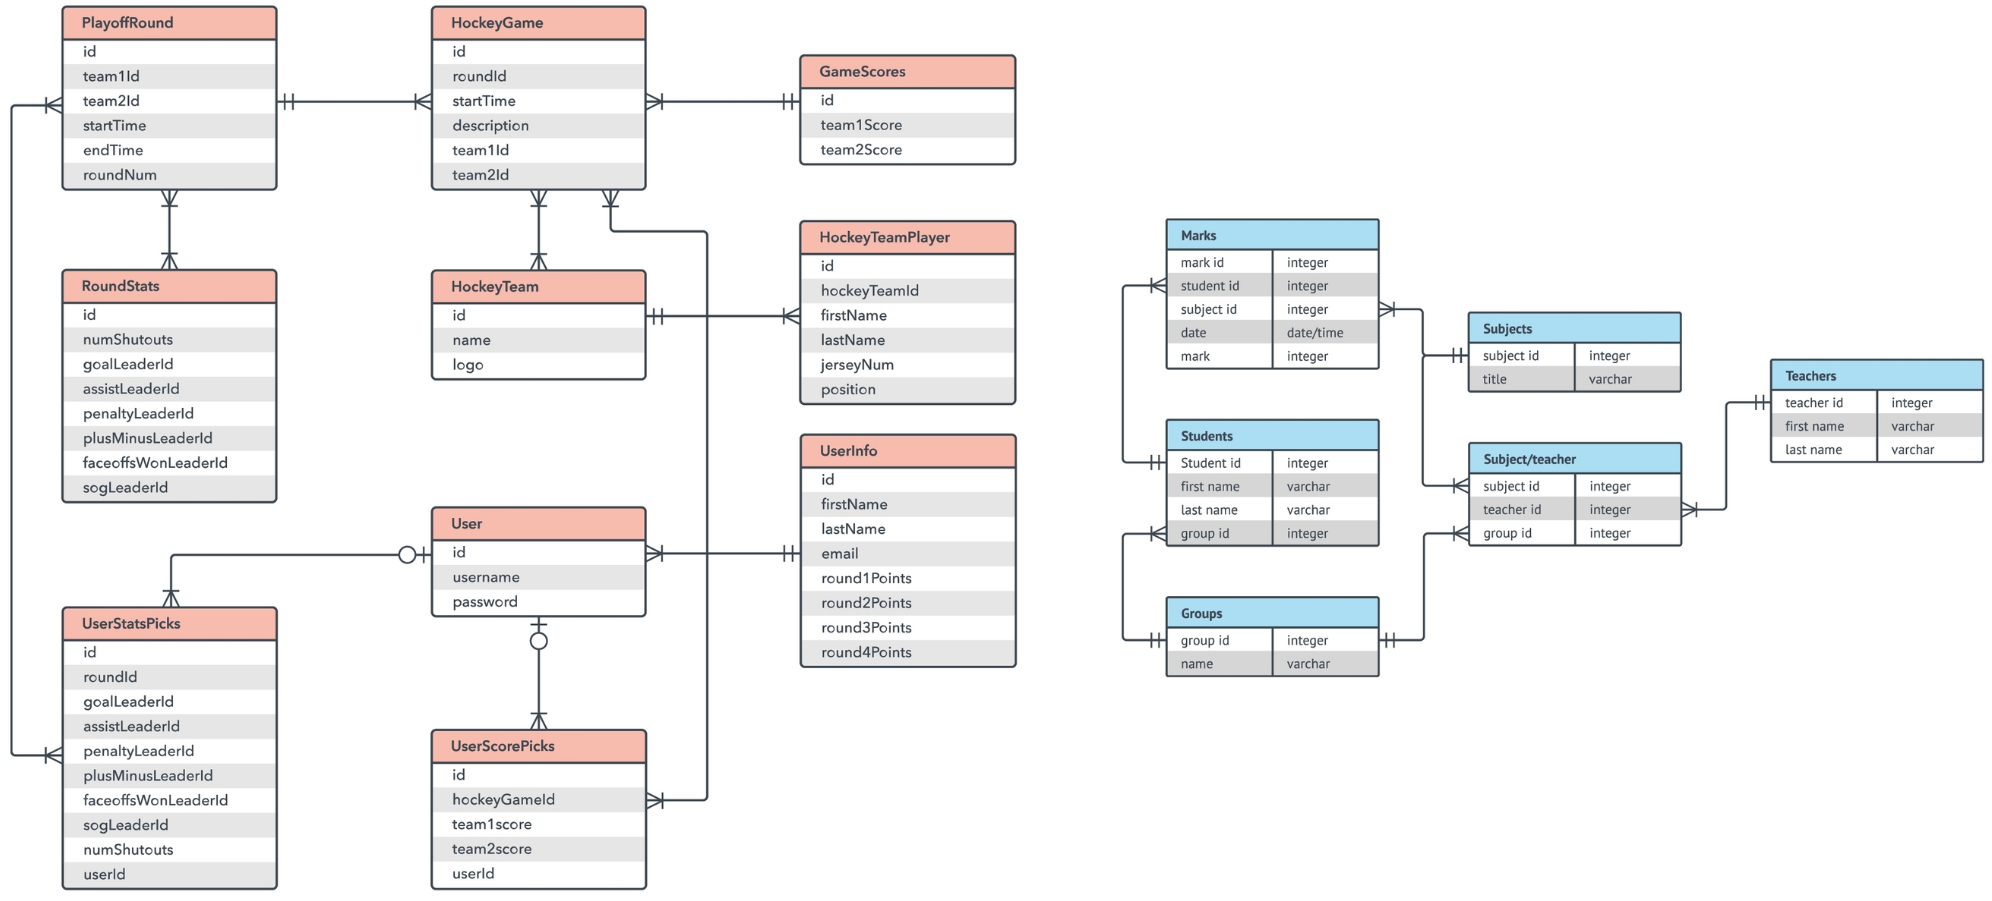 PlayoffRound
id
team1Id
team2Id
startTime
endTime
roundNum
HockeyGame
id
roundId
startTime
description
team1Id
team2Id
GameScores
id
team1Score
team2Score
RoundStats
id
numShutouts
goalLeaderId
assistLeaderId
penaltyLeaderId
plusMinusLeaderId
faceoffsWonLeaderId
sogLeaderId
HockeyTeam
id
name
logo
HockeyTeamPlayer
id
hockeyTeamId
firstName
lastName
jerseyNum
position
User
id
username
password
UserInfo
id
firstName
lastName
email
round1Points
round2Points
round3Points
round4Points
UserStatsPicks
id
roundId
goalLeaderId
assistLeaderId
penaltyLeaderId
plusMinusLeaderId
faceoffsWonLeaderId
sogLeaderId
numShutouts
userId
UserScorePicks
id
hockeyGameId
team1score
team2score
userId
Marks
mark id integer
student id integer
subject id integer
date date/time
mark integer
Students
Student id integer
first name varchar
last name varchar
group id integer
Groups
group id integer
name varchar
Subjects
subject id integer
title varchar
Subject/teacher
subject id integer
teacher id integer
group id integer
Teachers
teacher id integer
first name varchar
last name varchar